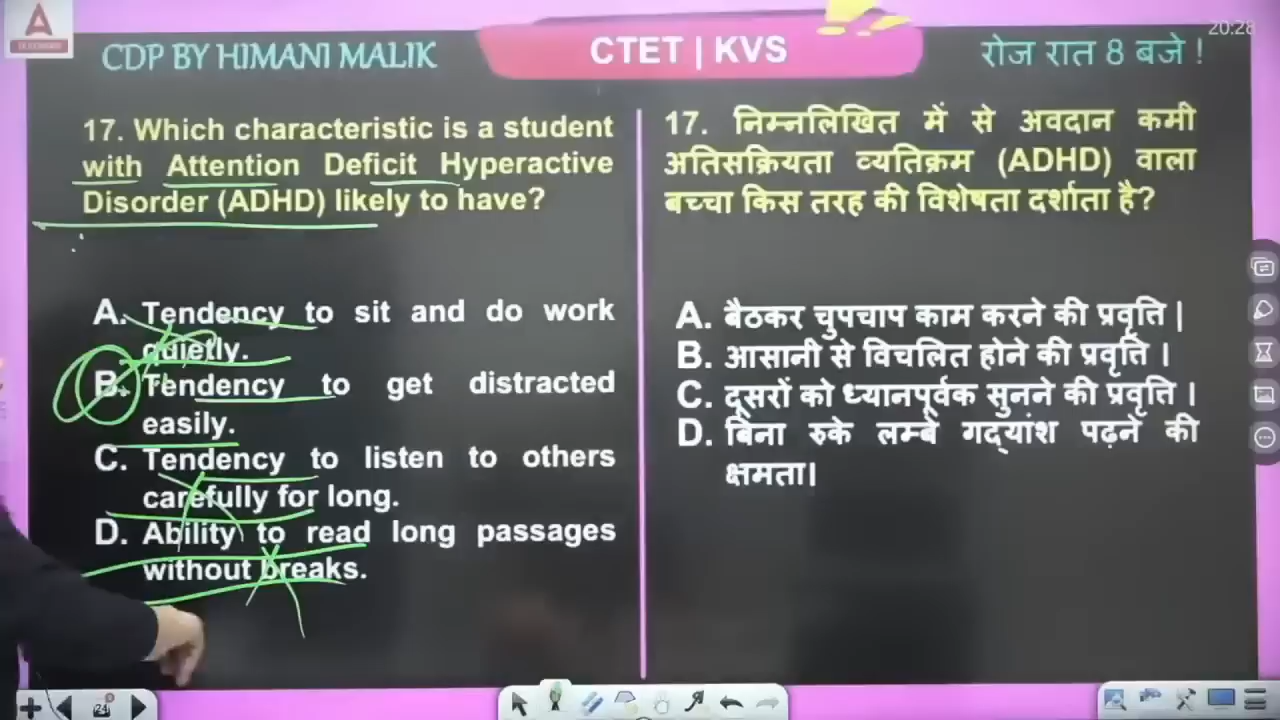 A
CDP BY HIMANI MALIK
CTET | KVS
रोज रात 8 बजे !
20:28
17. Which characteristic is a student
with Attention Deficit Hyperactive
Disorder (ADHD) likely to have?
A. Tendency to sit and do work
quietly.
B. Tendency to get distracted
easily.
C. Tendency to listen to others
carefully for long.
D. Ability to read long passages
without breaks.
17. निम्नलिखित में से अवदान कमी
अतिसक्रियता व्यतिक्रम (ADHD) वाला
बच्चा किस तरह की विशेषता दर्शाता है?
A. बैठकर चुपचाप काम करने की प्रवृति |
B. आसानी से विचलित होने की प्रवृति ।
C. दूसरों को ध्यानपूर्वक सुनने की प्रवृत्ति ।
D. बिना रुके लम्बे गद्यांश पढ़ने की
क्षमता।
24